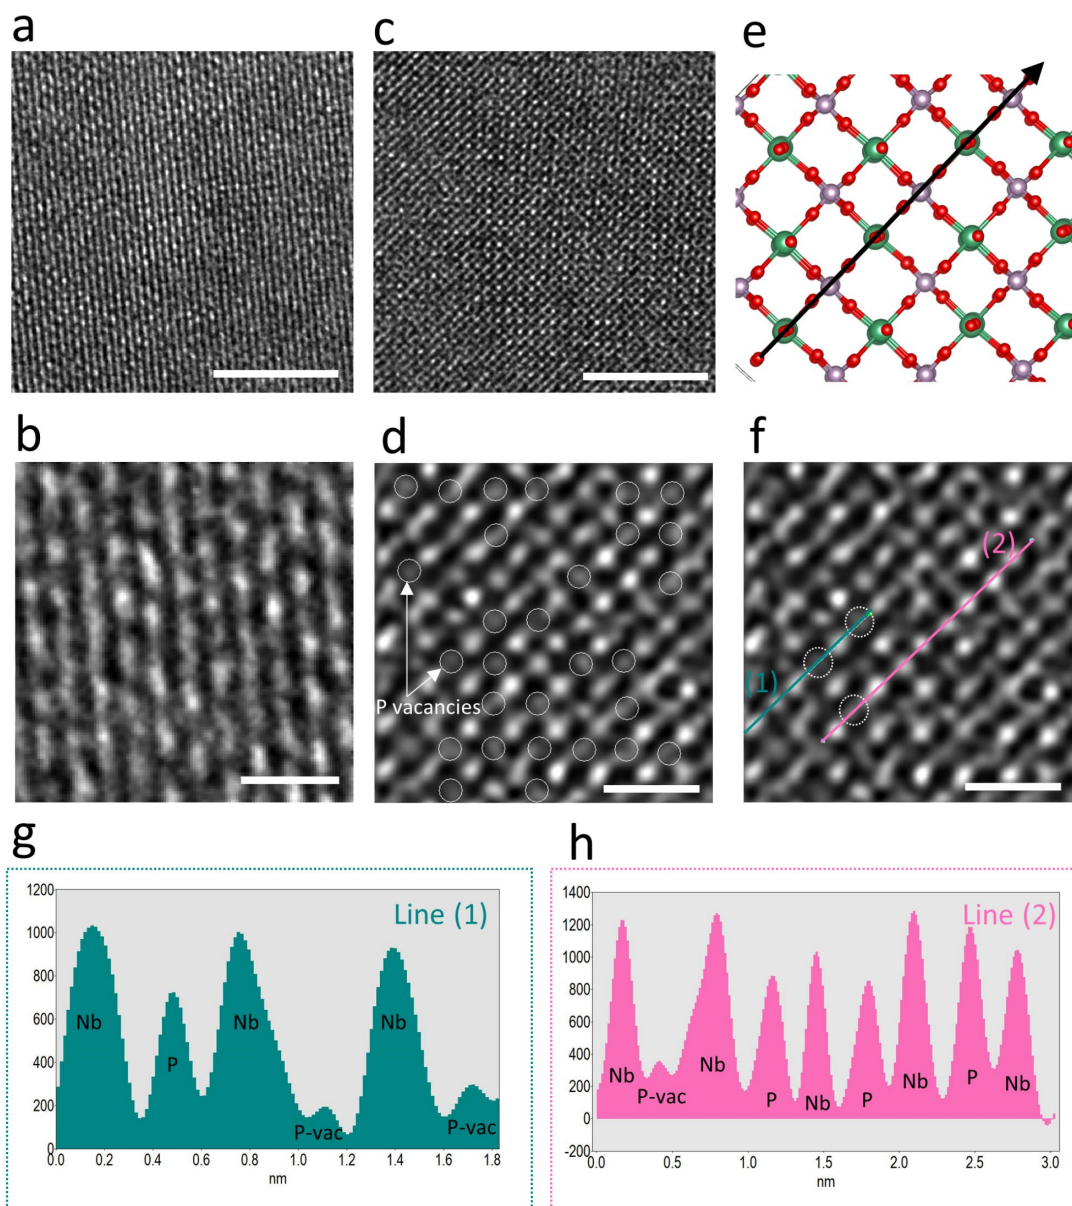 a
c
e
b
d
f
P vacancies
(1)
(2)
g
h
Line (1)
1200
1000
800
600
400
200
0
Nb
P
Nb
P-vac
Nb
P-vac
0.0 0.2 0.4 0.6 0.8 1.0 1.2 1.4 1.6 1.8
nm
Line (2)
1400
1200
1000
800
600
400
200
0
-200
Nb
P-vac
Nb
P
Nb
P
Nb
P
Nb
0.0 0.5 1.0 1.5 2.0 2.5 3.0
nm